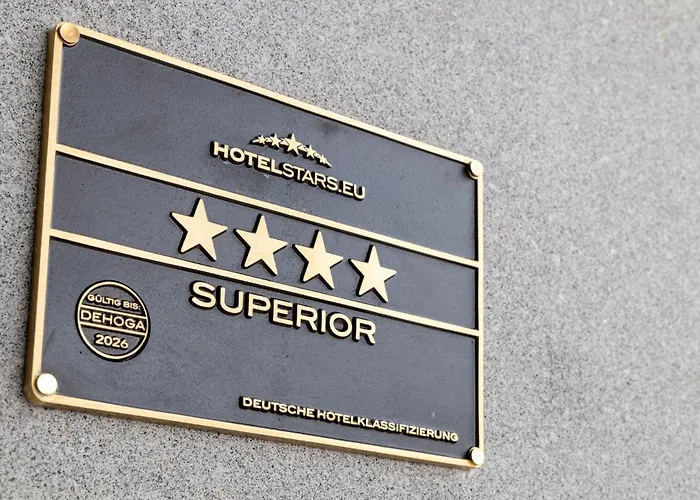 HOTELSTARS.EU
SUPERIOR
GÜLTIG BIS:
DEHOGA
2026
DEUTSCHE HOTELKLASSIFIZIERUNG